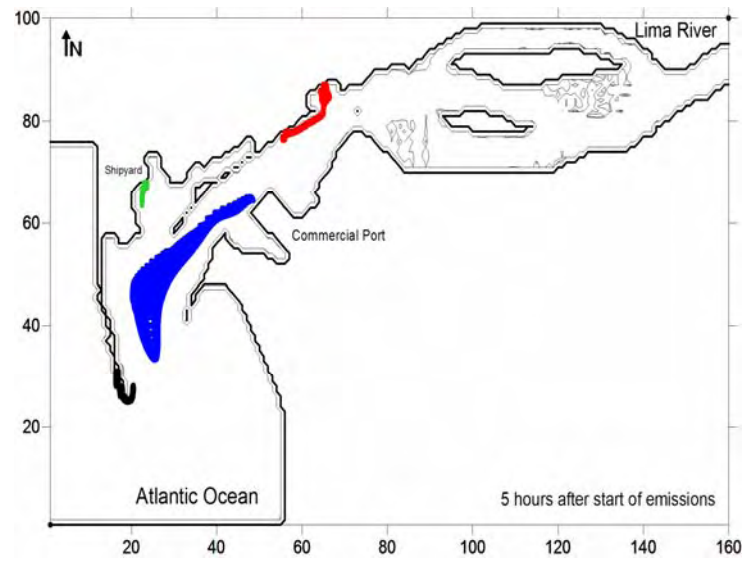 100
IN
Lima River
80
Shipyard
60
Commercial Port
40
20
Atlantic Ocean
5 hours after start of emissions
20 40 60 80 100 120 140 160